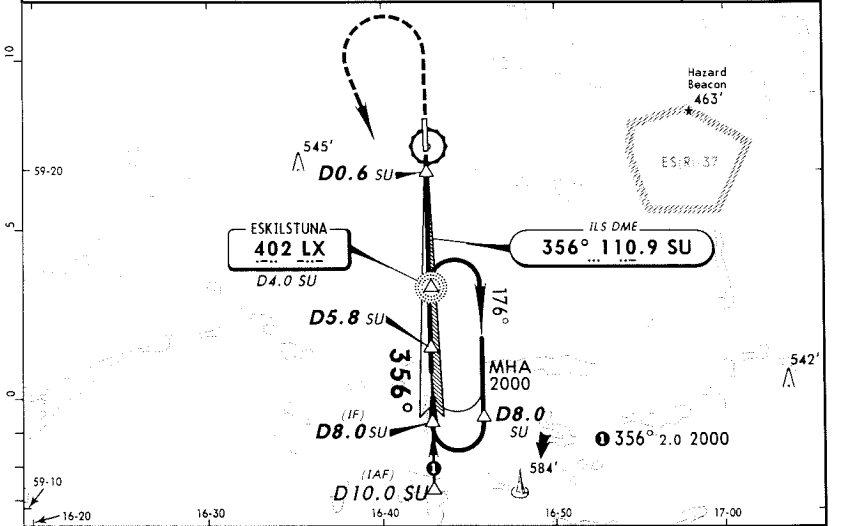 10
Hazard
Beacon
463'
545'
ES(R)-37
59-20
D0.6 SU
5
ESKILSTUNA
402 LX
D4.0 SU
ILS DME
356° 110.9 SU
176°
D5.8 SU
356°
MHA
2000
542'
0
(IF)
D8.0 SU
D8.0
SU
1 356° 2.0 2000
1
584'
(IAF)
D10.0 SU
59-10
16-20
16-30
16-40
16-50
17-00